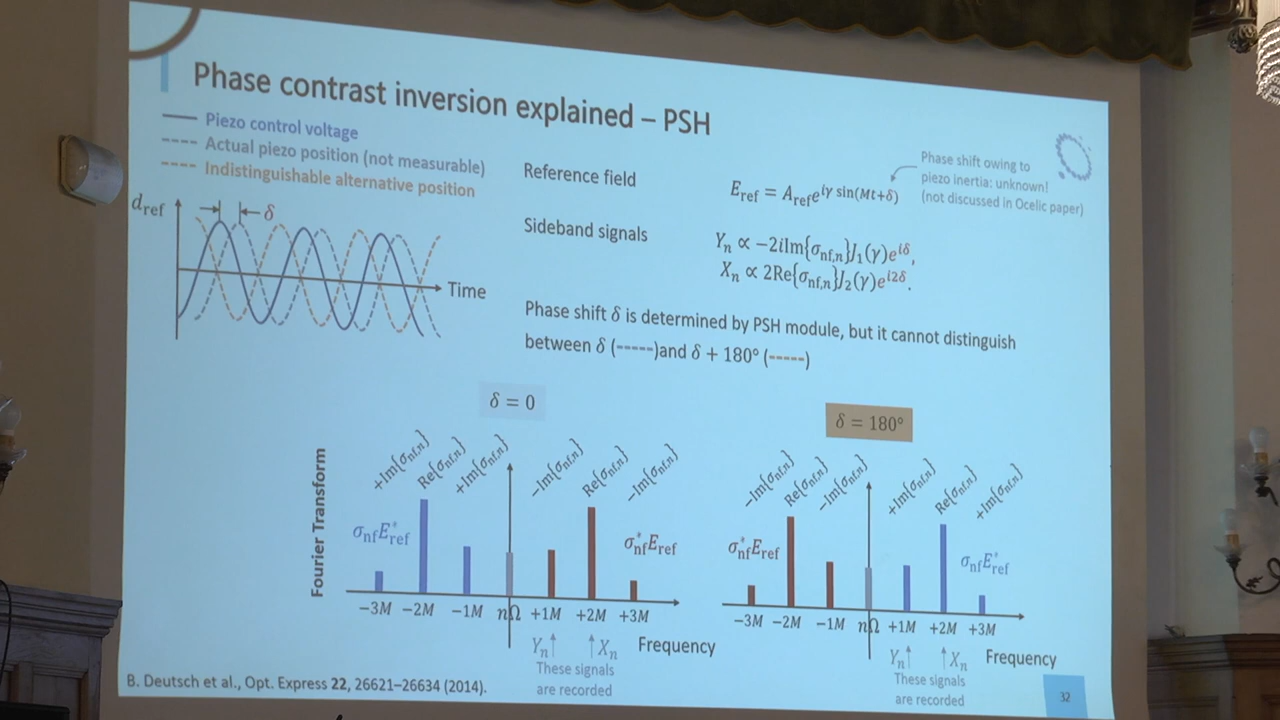 Phase contrast inversion explained – PSH
Piezo control voltage
Actual piezo position (not measurable)
Indistinguishable alternative position
d_ref
δ
Time
Reference field
E_ref = A_ref e^{iγ sin(Mt+δ)}
Phase shift owing to
piezo inertia: unknown!
(not discussed in Ocelic paper)
Sideband signals
Y_n ∝ −2iIm{σ_nf,n}J_1(γ)e^{iδ},
X_n ∝ 2Re{σ_nf,n}J_2(γ)e^{i2δ}.
Phase shift δ is determined by PSH module, but it cannot distinguish
between δ (-----)and δ + 180° (-----)
δ = 0
δ = 180°
Fourier Transform
+Im{σ_nf,n} Re{σ_nf,n} +Im{σ_nf,n} −Im{σ_nf,n} Re{σ_nf,n} −Im{σ_nf,n}
σ_nf E*_ref
σ*_nf E_ref
−3M −2M −1M nΩ +1M +2M +3M
Y_n↑ ↑X_n Frequency
These signals
are recorded
−Im{σ_nf,n} Re{σ_nf,n} −Im{σ_nf,n} +Im{σ_nf,n} Re{σ_nf,n} +Im{σ_nf,n}
σ*_nf E_ref
σ_nf E*_ref
−3M −2M −1M nΩ +1M +2M +3M
Y_n↑ ↑X_n Frequency
These signals
are recorded
B. Deutsch et al., Opt. Express 22, 26621–26634 (2014).
32